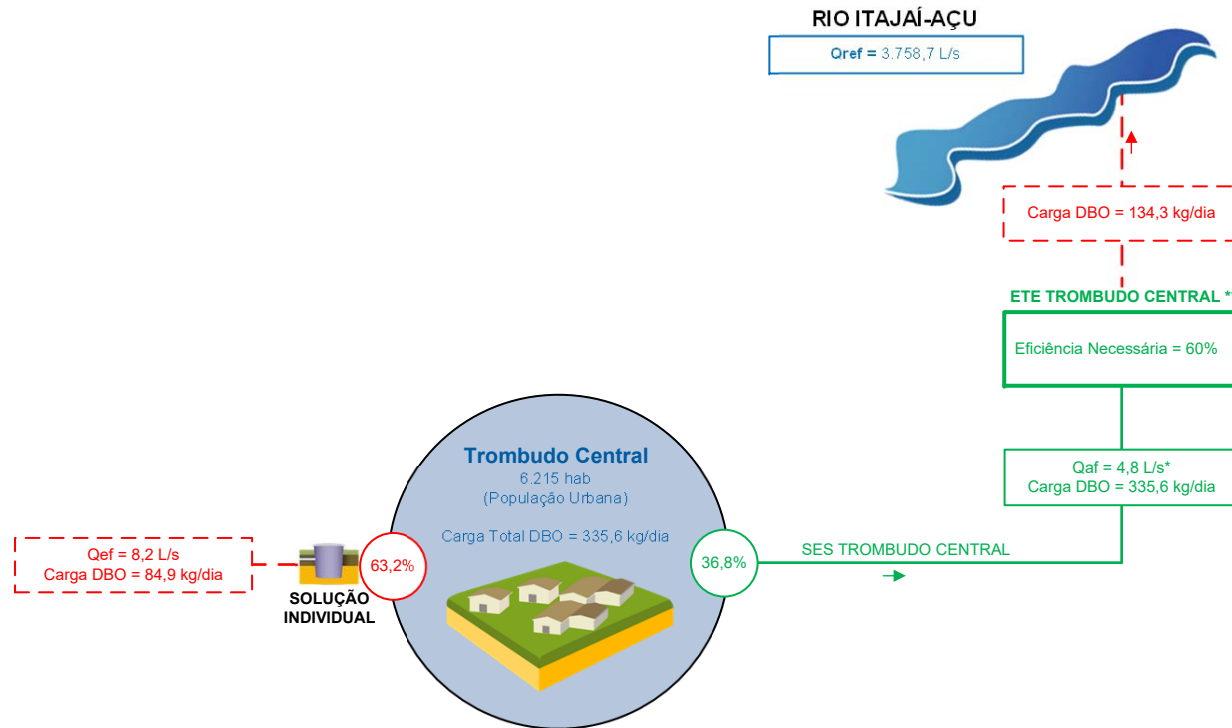 RIO ITAJAÍ-AÇU
Qref = 3.758,7 L/s
Carga DBO = 134,3 kg/dia
ETE TROMBUDO CENTRAL *
Eficiência Necessária = 60%
Qaf = 4,8 L/s*
Carga DBO = 335,6 kg/dia
Trombudo Central
6.215 hab
(População Urbana)
Carga Total DBO = 335,6 kg/dia
Qef = 8,2 L/s
Carga DBO = 84,9 kg/dia
63,2%
36,8%
SES TROMBUDO CENTRAL
SOLUÇÃO
INDIVIDUAL